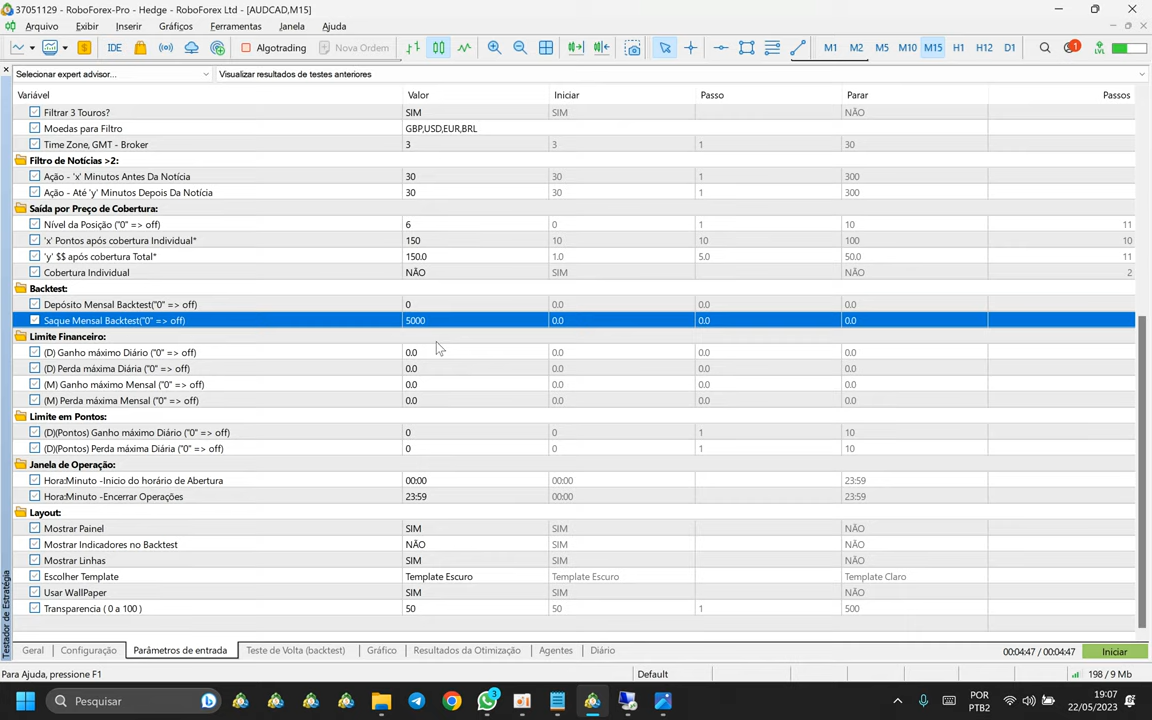 37051129 - RoboForex-Pro - Hedge - RoboForex Ltd - [AUDCAD,M15]
Arquivo Exibir Inserir Gráficos Ferramentas Janela Ajuda
IDE Algotrading Nova Ordem M1 M2 M5 M10 M15 H1 H12 D1 1 LVL
Selecionar expert advisor... Visualizar resultados de testes anteriores
Variável Valor Iniciar Passo Parar Passos
Filtrar 3 Touros? SIM SIM NÃO
Moedas para Filtro GBP,USD,EUR,BRL
Time Zone, GMT - Broker 3 3 1 30
Filtro de Notícias >2:
Ação - 'x' Minutos Antes Da Notícia 30 30 1 300
Ação - Até 'y' Minutos Depois Da Notícia 30 30 1 300
Saída por Preço de Cobertura:
Nível da Posição ("0" => off) 6 0 1 10 11
'x' Pontos após cobertura Individual* 150 10 10 100 10
'y' $$ após cobertura Total* 150.0 1.0 5.0 50.0 11
Cobertura Individual NÃO SIM NÃO 2
Backtest:
Depósito Mensal Backtest("0" => off) 0 0.0 0.0 0.0
Saque Mensal Backtest("0" => off) 5000 0.0 0.0 0.0
Limite Financeiro:
(D) Ganho máximo Diário ("0" => off) 0.0 0.0 0.0 0.0
(D) Perda máxima Diária ("0" => off) 0.0 0.0 0.0 0.0
(M) Ganho máximo Mensal ("0" => off) 0.0 0.0 0.0 0.0
(M) Perda máxima Mensal ("0" => off) 0.0 0.0 0.0 0.0
Limite em Pontos:
(D)(Pontos) Ganho máximo Diário ("0" => off) 0 0 1 10
(D)(Pontos) Perda máxima Diária ("0" => off) 0 0 1 10
Janela de Operação:
Hora:Minuto -Inicio do horário de Abertura 00:00 00:00 23:59
Hora:Minuto -Encerrar Operações 23:59 00:00 23:59
Layout:
Mostrar Painel SIM SIM NÃO
Mostrar Indicadores no Backtest NÃO SIM NÃO
Mostrar Linhas SIM SIM NÃO
Escolher Template Template Escuro Template Escuro Template Claro
Usar WallPaper SIM SIM NÃO
Transparencia ( 0 a 100 ) 50 50 1 500
Testador de Estratégia
Geral Configuração Parâmetros de entrada Teste de Volta (backtest) Gráfico Resultados da Otimização Agentes Diário 00:04:47 / 00:04:47 Iniciar
Para Ajuda, pressione F1 Default 198 / 9 Mb
Pesquisar 3 POR PTB2 19:07 22/05/2023